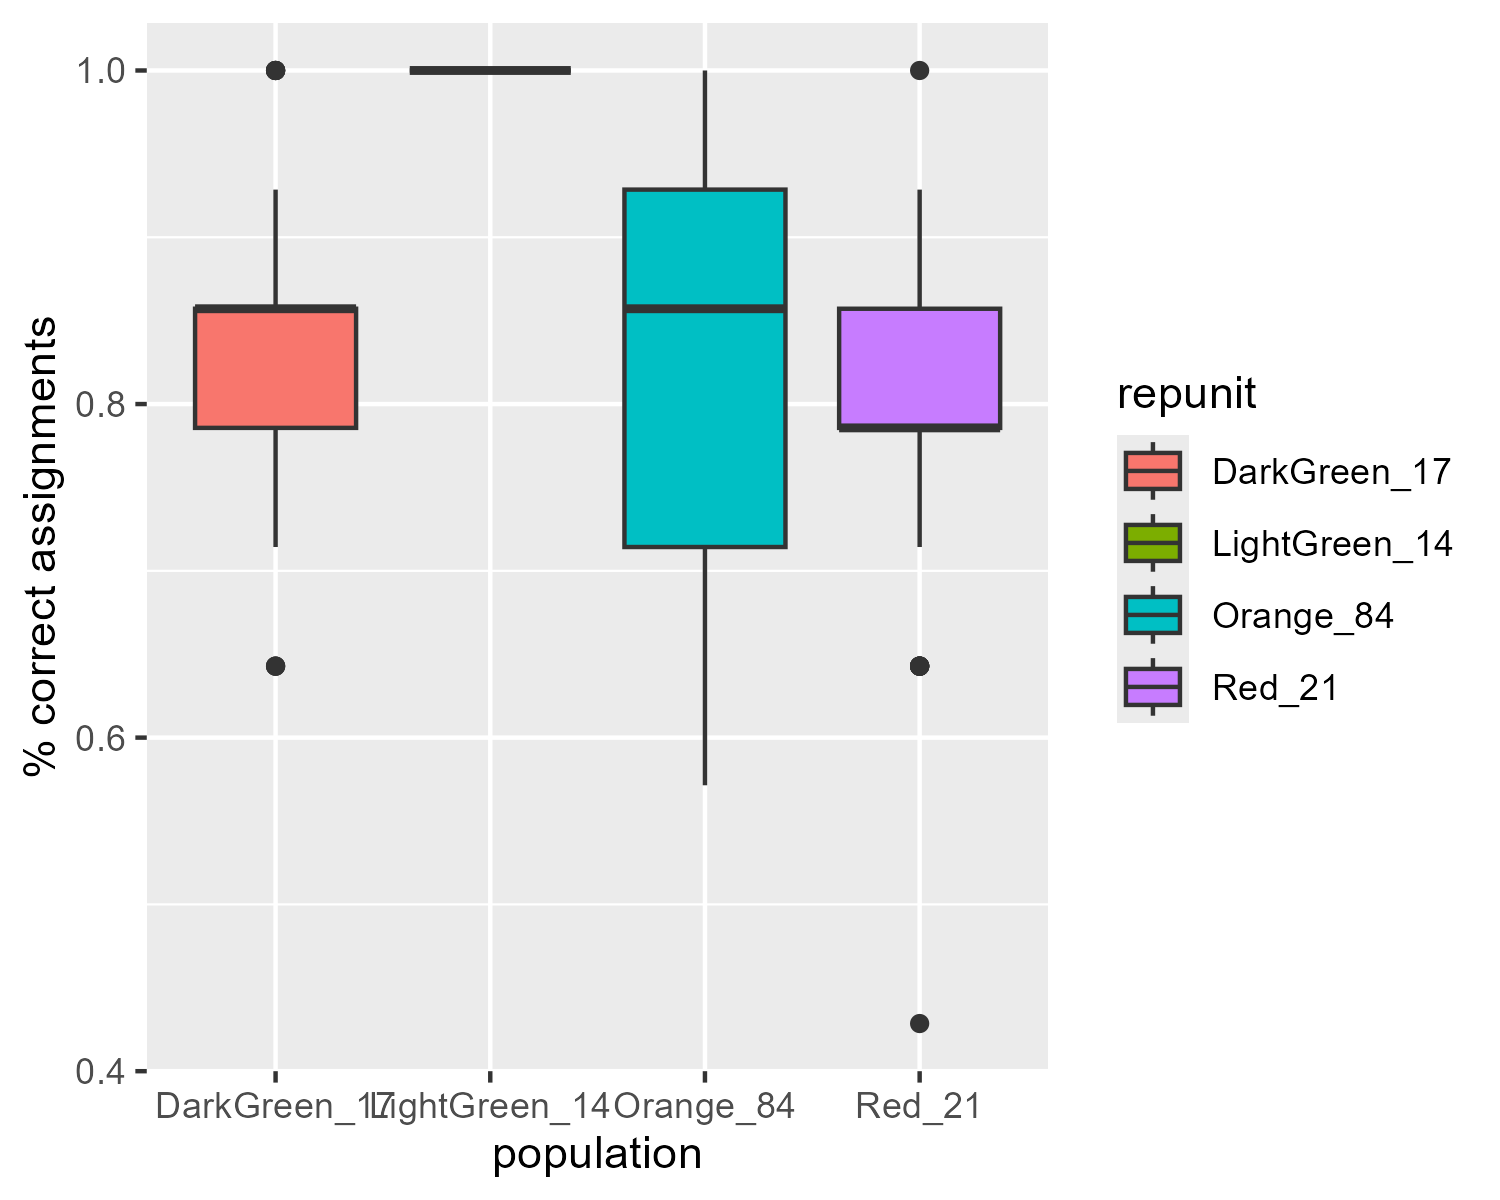 % correct assignments
1.0
0.8
0.6
0.4
DarkGreen_17
LightGreen_14
Orange_84
Red_21
population
repunit
DarkGreen_17
LightGreen_14
Orange_84
Red_21